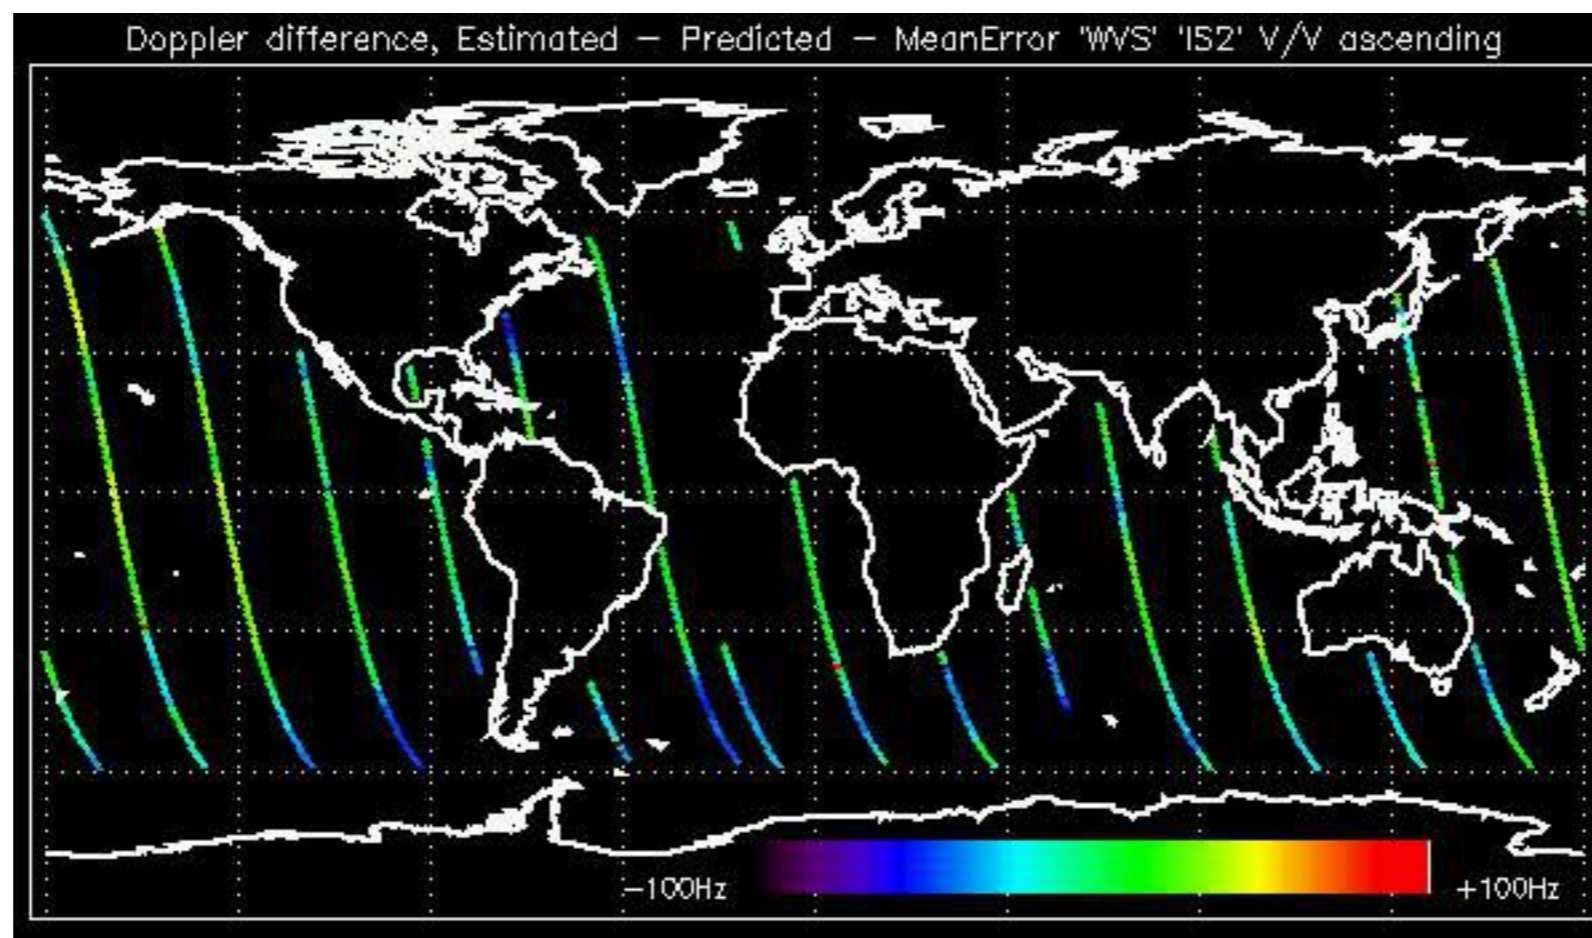 Doppler difference, Estimated − Predicted − MeanError 'WVS' 'IS2' V/V ascending
−100Hz +100Hz